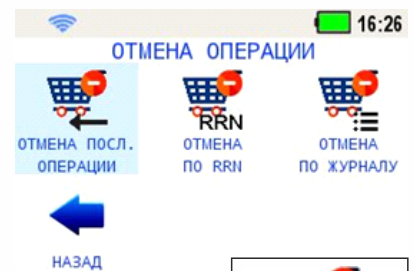 16:26
ОТМЕНА ОПЕРАЦИИ
RRN
ОТМЕНА ПОСЛ.
ОПЕРАЦИИ
ОТМЕНА
ПО RRN
ОТМЕНА
ПО ЖУРНАЛУ
НАЗАД